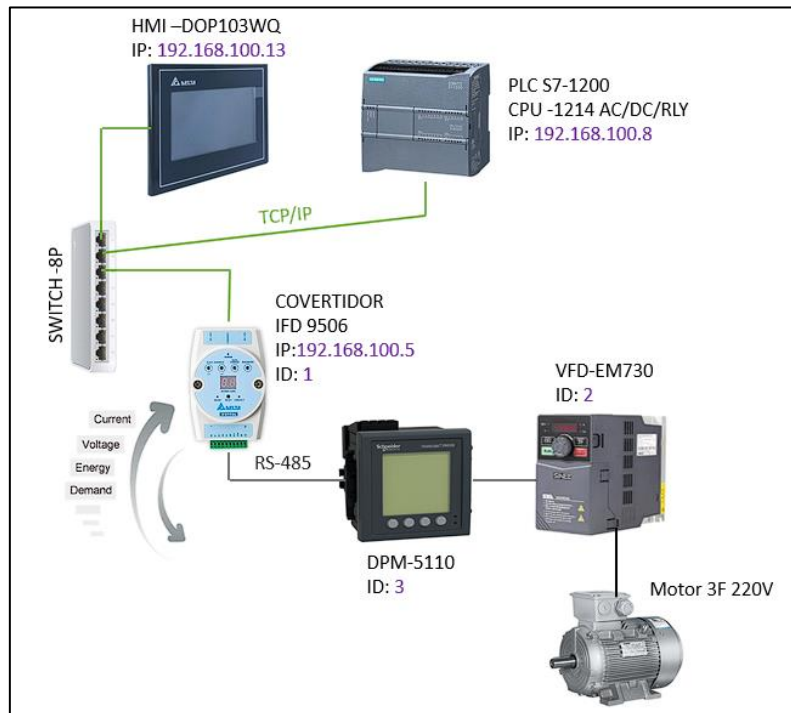 HMI –DOP103WQ
IP: 192.168.100.13
PLC S7-1200
CPU -1214 AC/DC/RLY
IP: 192.168.100.8
TCP/IP
SWITCH -8P
COVERTIDOR
IFD 9506
IP:192.168.100.5
ID: 1
VFD-EM730
ID: 2
Current
Voltage
Energy
Demand
RS-485
DPM-5110
ID: 3
Motor 3F 220V